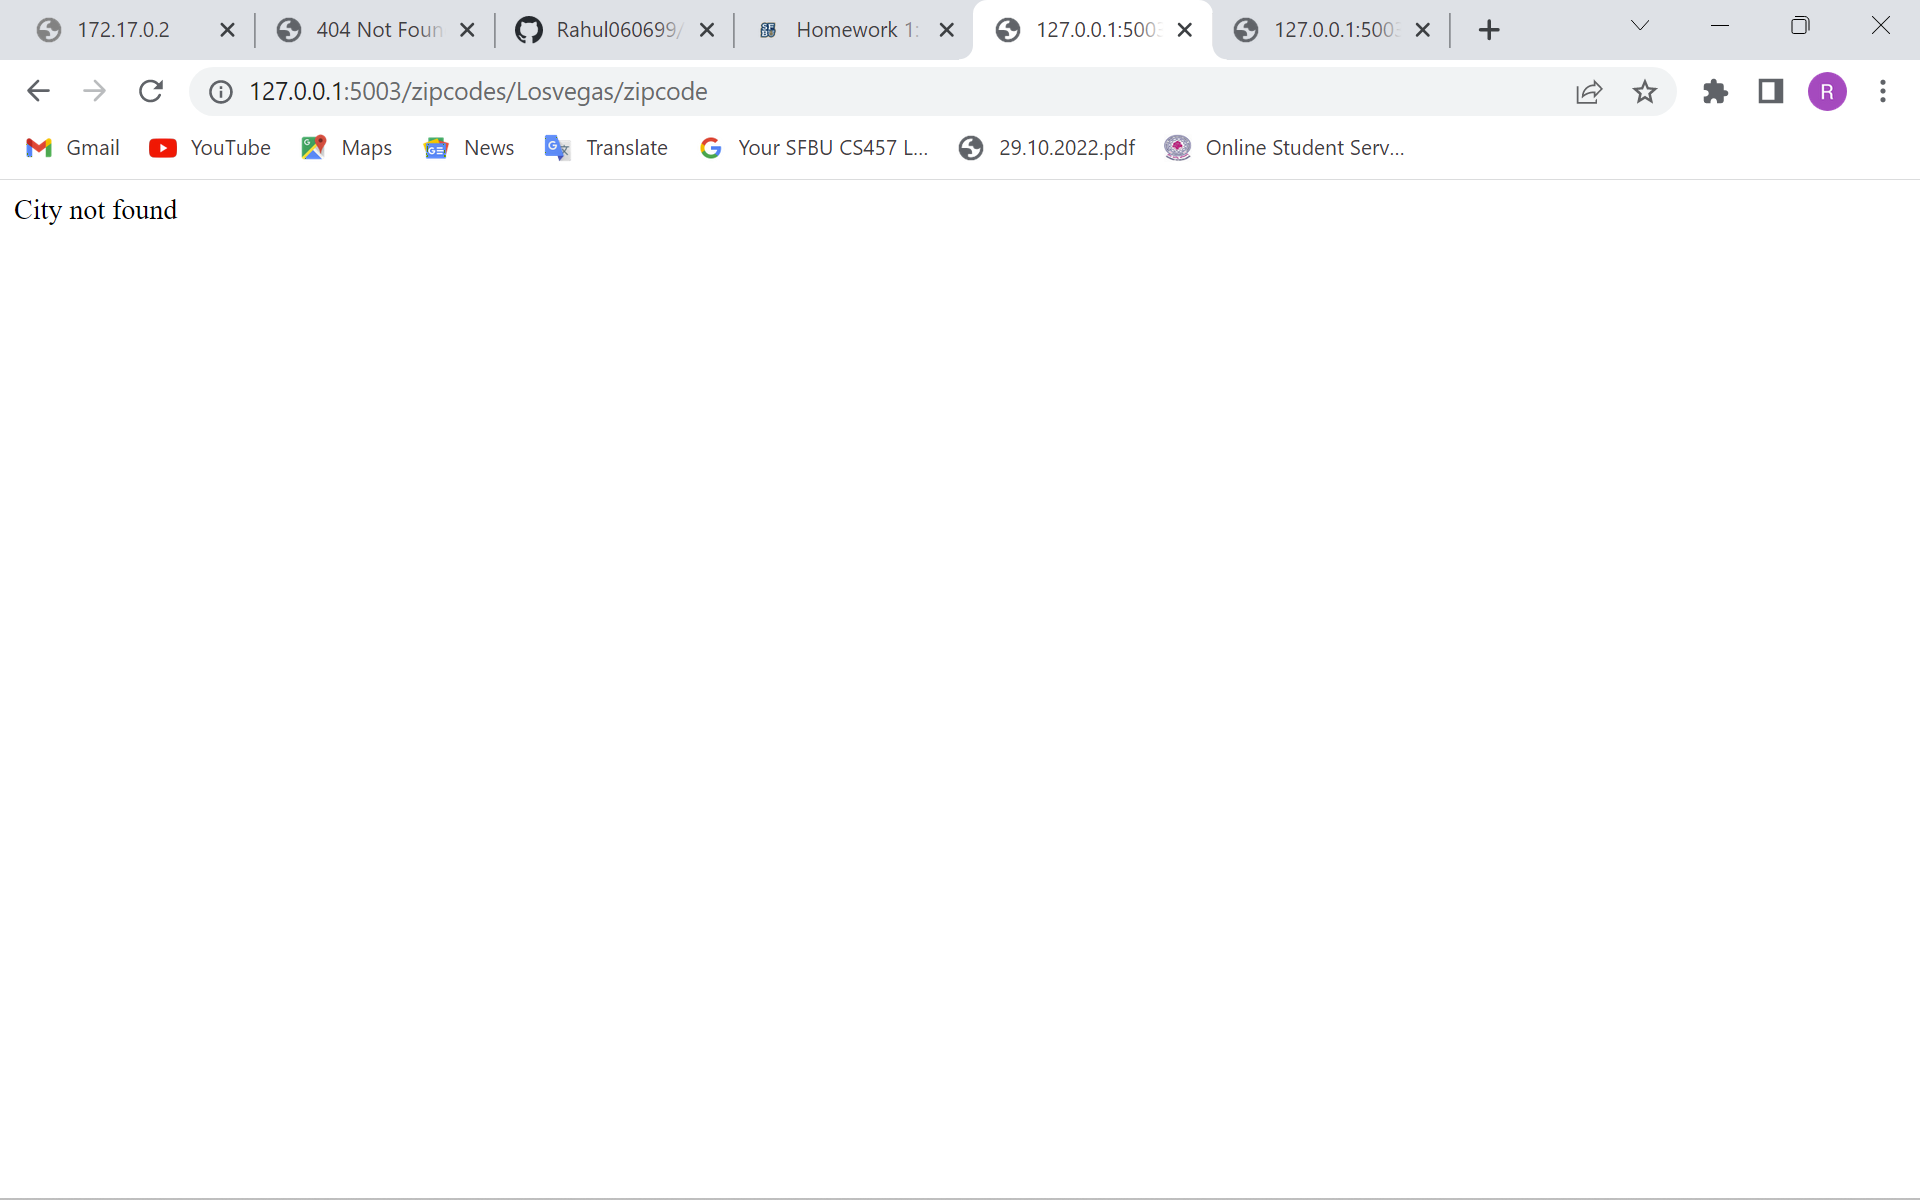 172.17.0.2
404 Not Foun
Rahul060699/
Homework 1:
127.0.0.1:5003
127.0.0.1:5003
127.0.0.1:5003/zipcodes/Losvegas/zipcode
R
Gmail
YouTube
Maps
News
Translate
Your SFBU CS457 L...
29.10.2022.pdf
Online Student Serv...
City not found